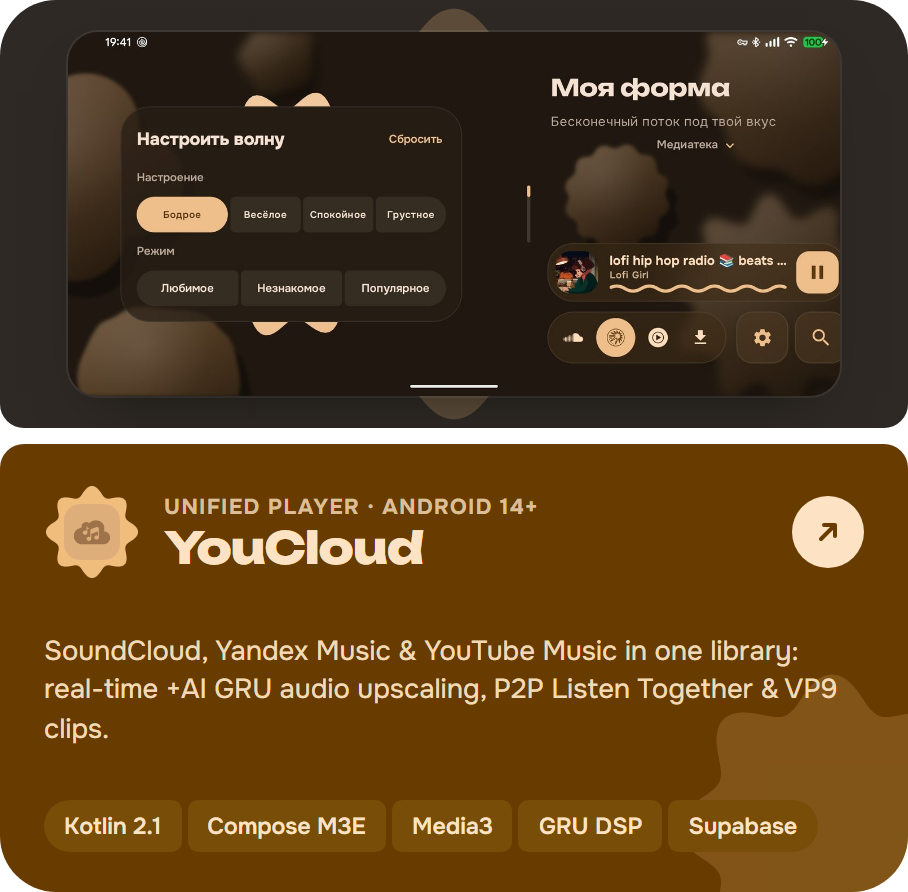 19:41
100
Моя форма
Бесконечный поток под твой вкус
Медиатека
Настроить волну
Сбросить
Настроение
Бодрое
Весёлое
Спокойное
Грустное
Режим
Любимое
Незнакомое
Популярное
lofi hip hop radio 📚 beats ...
Lofi Girl
UNIFIED PLAYER · ANDROID 14+
YouCloud
SoundCloud, Yandex Music & YouTube Music in one library:
real-time +AI GRU audio upscaling, P2P Listen Together & VP9
clips.
Kotlin 2.1
Compose M3E
Media3
GRU DSP
Supabase